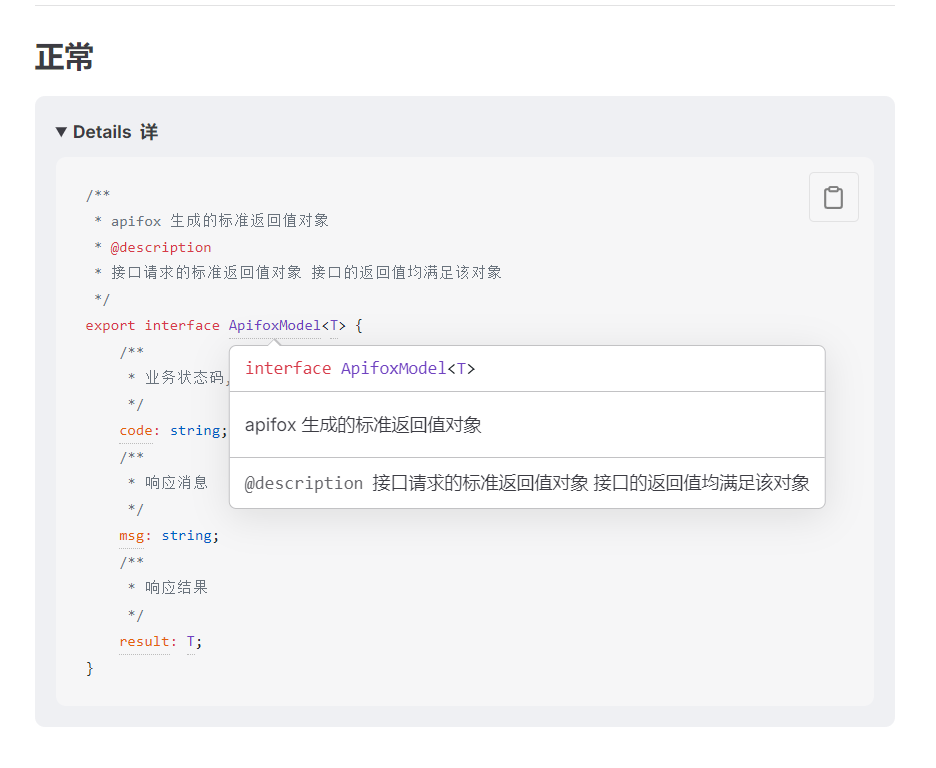 正常
▼ Details 详
/**
 * apifox 生成的标准返回值对象
 * @description
 * 接口请求的标准返回值对象 接口的返回值均满足该对象
 */
export interface ApifoxModel<T> {
    /**
     * 业务状态码,
     */
    code: string;
    /**
     * 响应消息
     */
    msg: string;
    /**
     * 响应结果
     */
    result: T;
}
interface ApifoxModel<T>
apifox 生成的标准返回值对象
@description 接口请求的标准返回值对象 接口的返回值均满足该对象